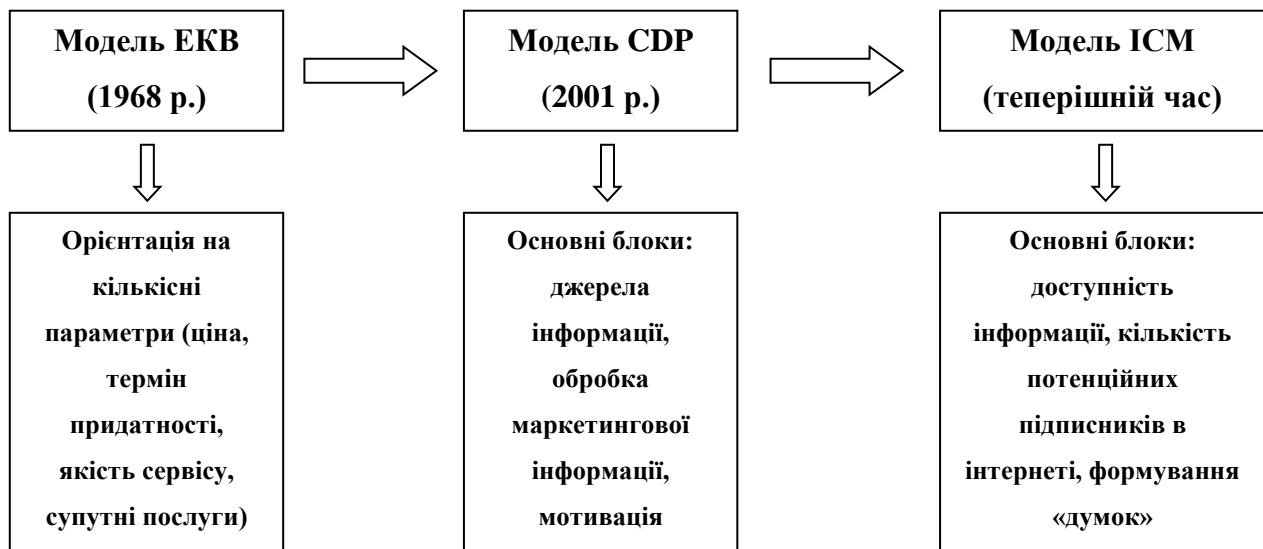 Модель ЕКВ
(1968 р.)
Модель CDP
(2001 р.)
Модель ІСМ
(теперішній час)
Орієнтація на
кількісні
параметри (ціна,
термін
придатності,
якість сервісу,
супутні послуги)
Основні блоки:
джерела
інформації,
обробка
маркетингової
інформації,
мотивація
Основні блоки:
доступність
інформації, кількість
потенційних
підписників в
інтернеті, формування
«думок»